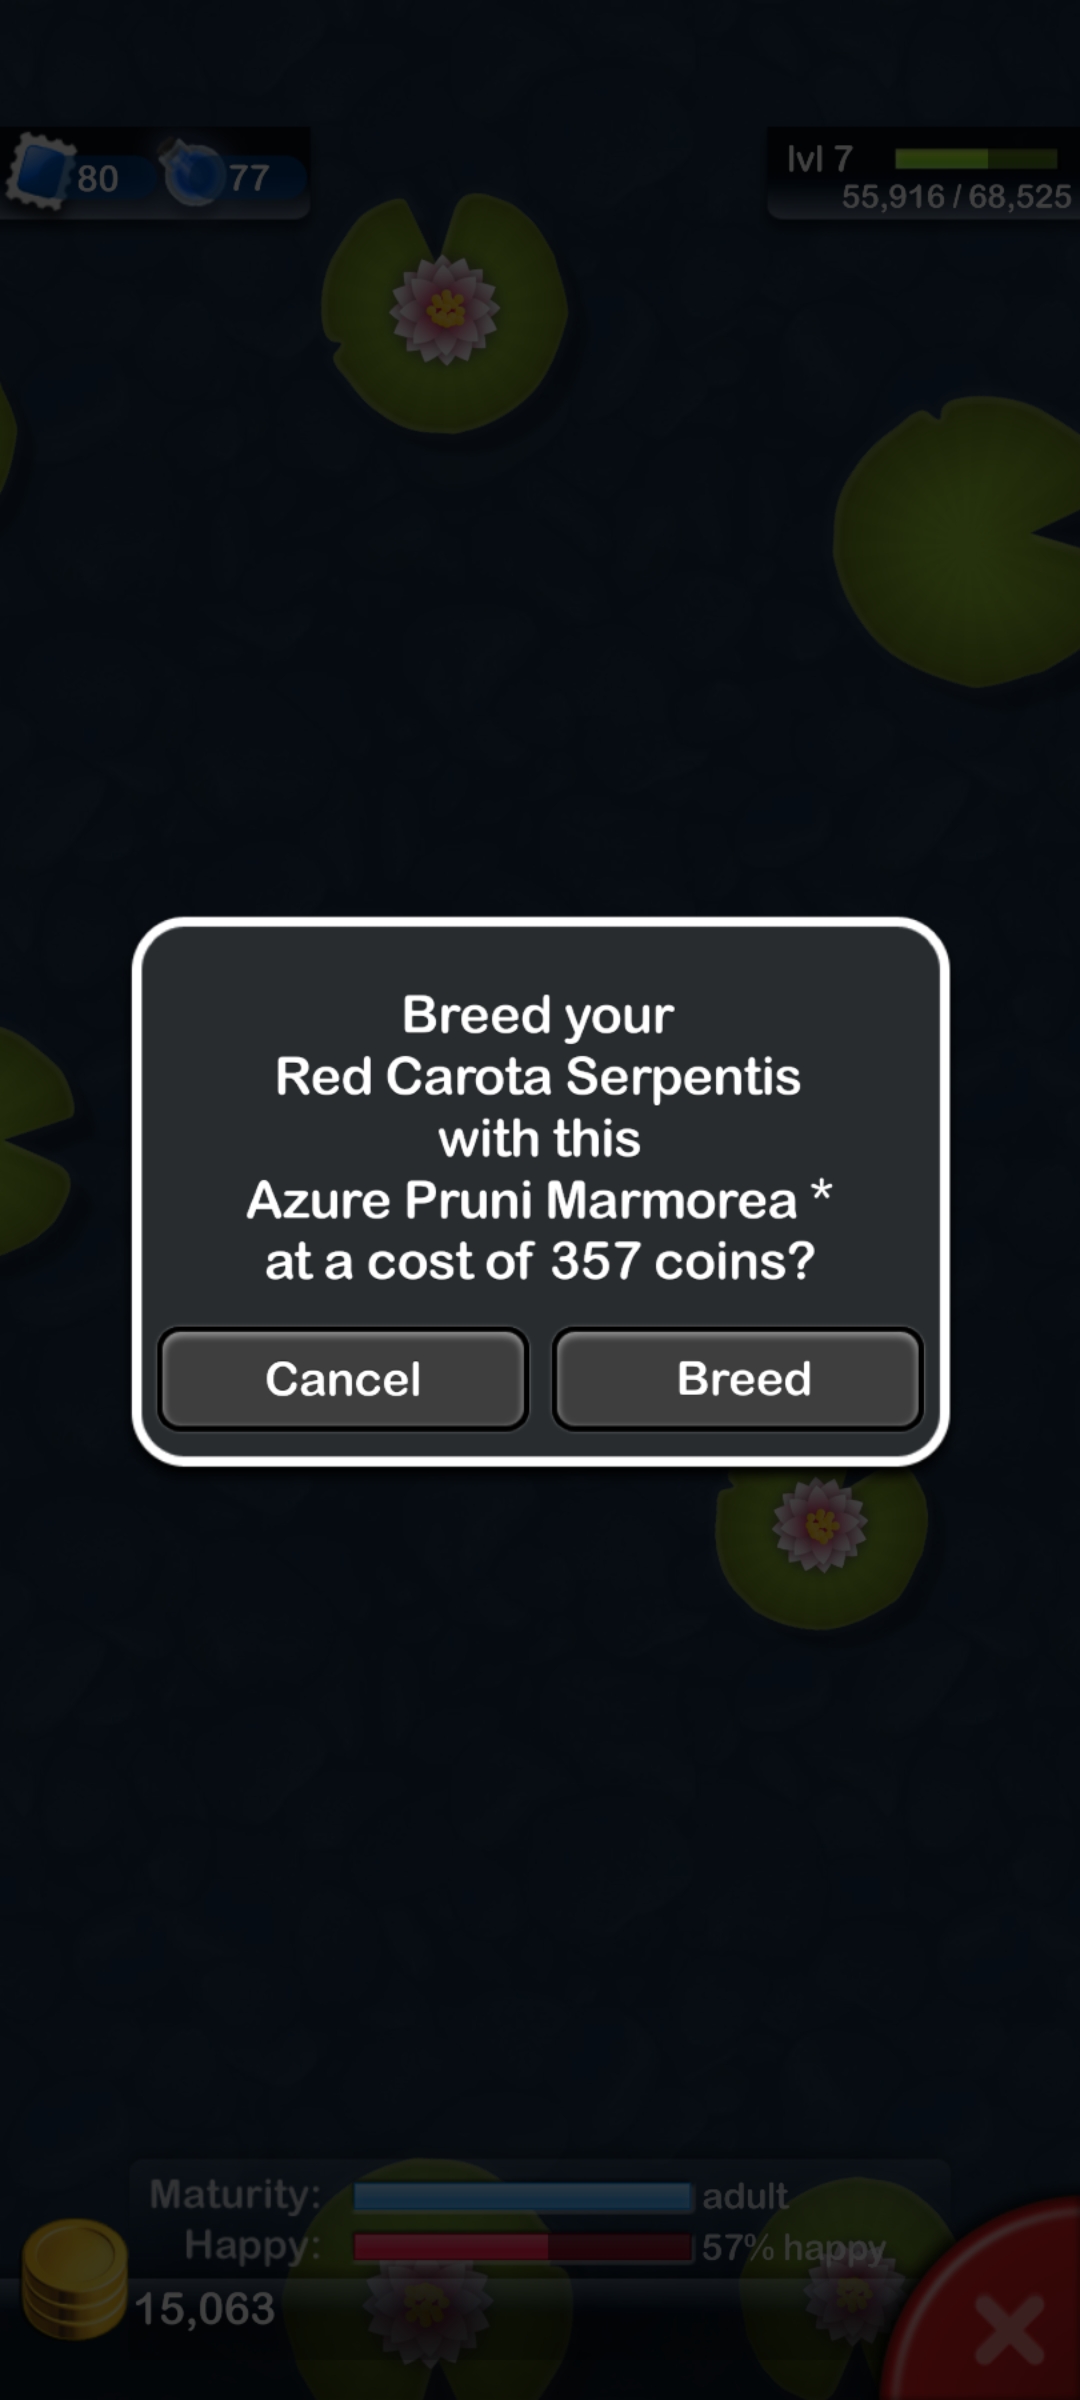 80
77
lvl 7
55,916 / 68,525
Breed your
Red Carota Serpentis
with this
Azure Pruni Marmorea *
at a cost of 357 coins?
Cancel
Breed
Maturity:
adult
Happy:
57% happy
15,063